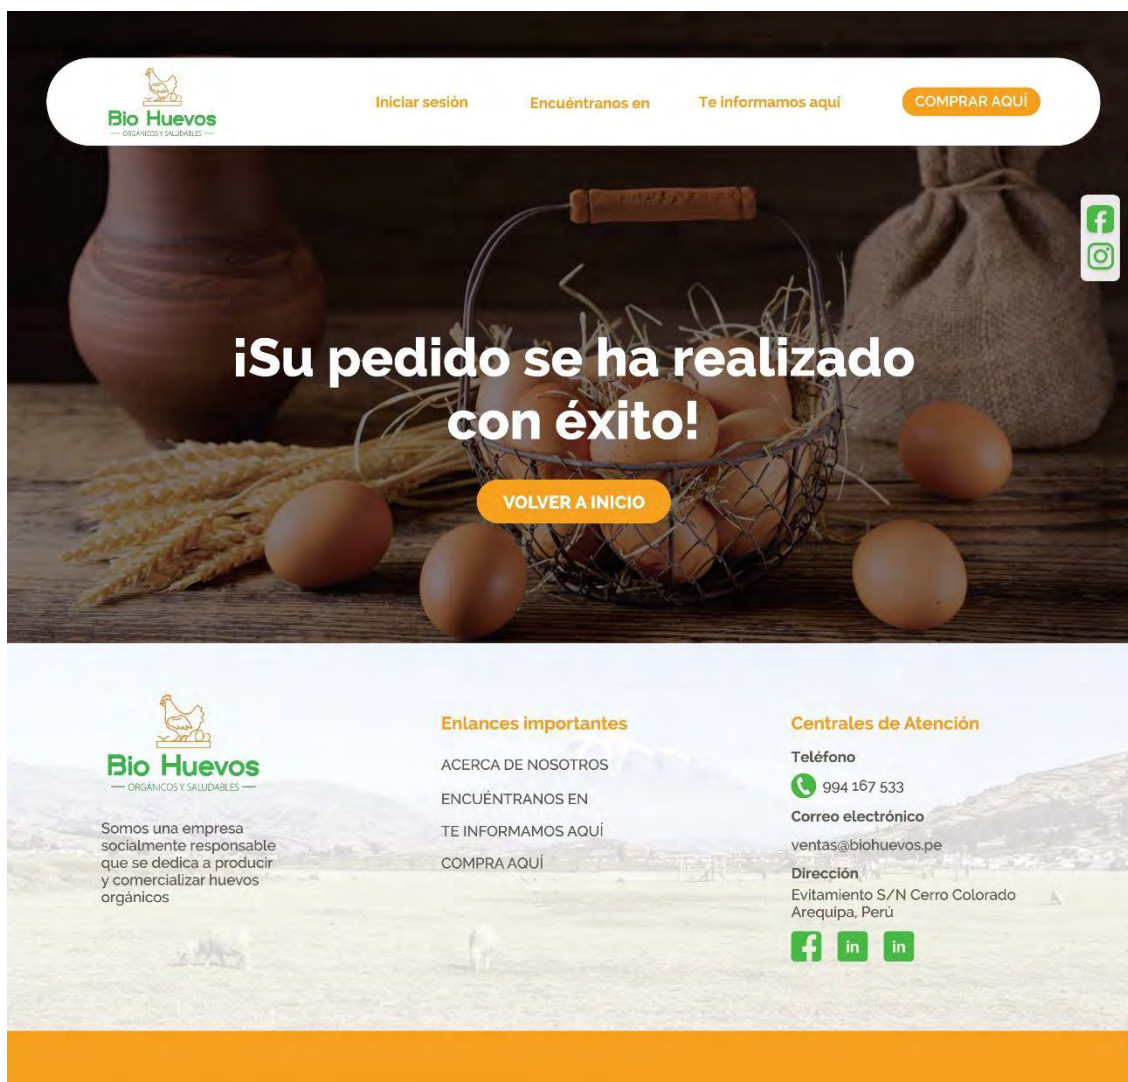 Bio Huevos
ORGÁNICOS Y SALUDABLES
Iniciar sesión
Encuéntranos en
Te informamos aquí
COMPRAR AQUÍ
¡Su pedido se ha realizado
con éxito!
VOLVER A INICIO
Bio Huevos
ORGÁNICOS Y SALUDABLES
Somos una empresa
socialmente responsable
que se dedica a producir
y comercializar huevos
orgánicos
Enlances importantes
ACERCA DE NOSOTROS
ENCUÉNTRANOS EN
TE INFORMAMOS AQUÍ
COMPRA AQUÍ
Centrales de Atención
Teléfono
994 167 533
Correo electrónico
ventas@biohuevos.pe
Dirección
Evitamiento S/N Cerro Colorado
Arequipa, Perú
in
in